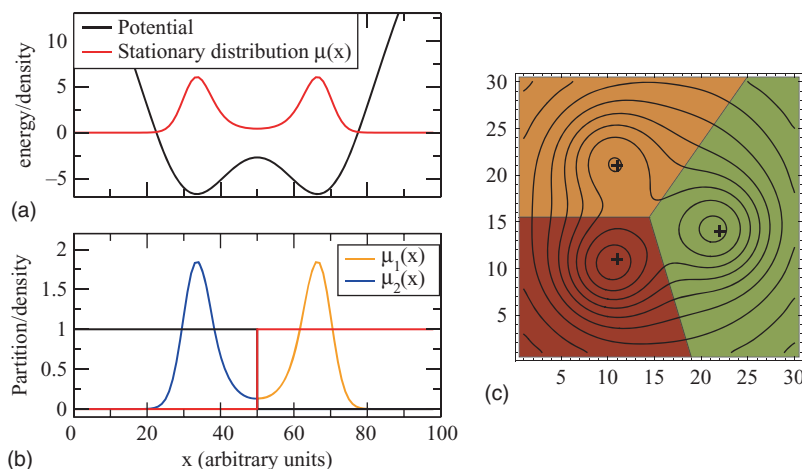 10
5
0
−5
energy/density
Potential
Stationary distribution μ(x)
(a)
2
1.5
1
0.5
0
Partition/density
μ1(x)
μ2(x)
0 20 40 60 80 100
x (arbitrary units)
(b)
30
25
20
15
10
5
5 10 15 20 25 30
(c)